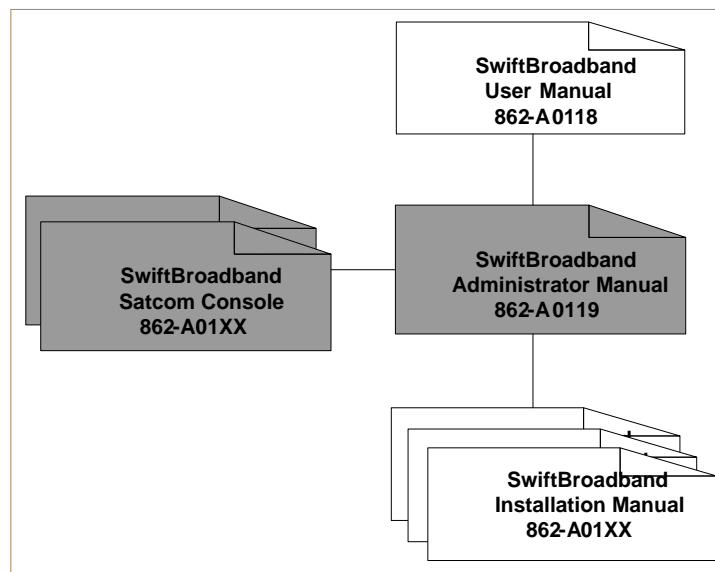 SwiftBroadband
User Manual
862-A0118
SwiftBroadband
Administrator Manual
862-A0119
SwiftBroadband
Satcom Console
862-A01XX
SwiftBroadband
Installation Manual
862-A01XX